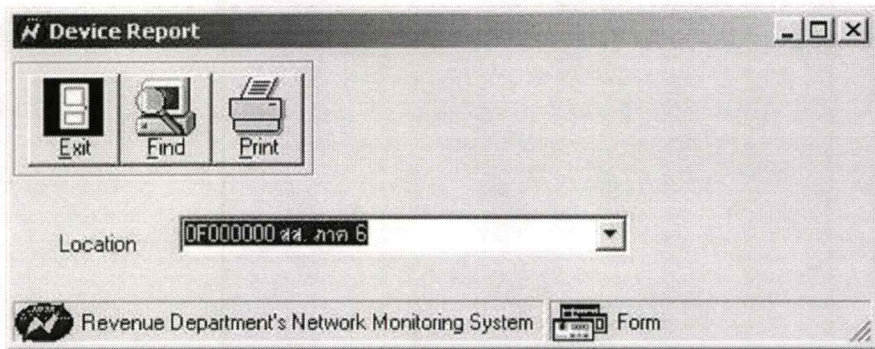 Device Report
Exit Find Print
Location 0F000000 สส. ภาค 6
Revenue Department's Network Monitoring System Form